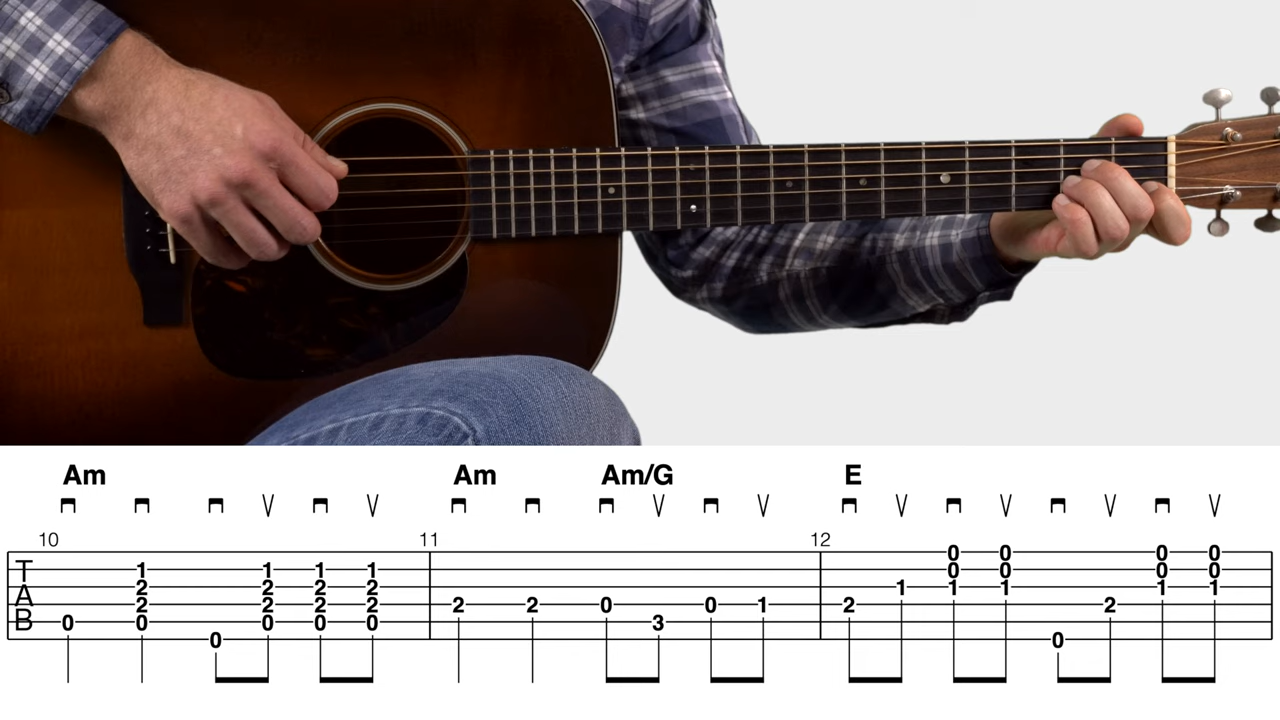 Am Am Am/G E
V V V V V V V V V
10 11 12
0 0 0 0
T 1 1 1 1 0 0 0 0
2 2 2 2 1 1 1 1 1
A 2 2 2 2 2 2 0 0 1 2 2
B 0 0 0 0 0 3
0 0